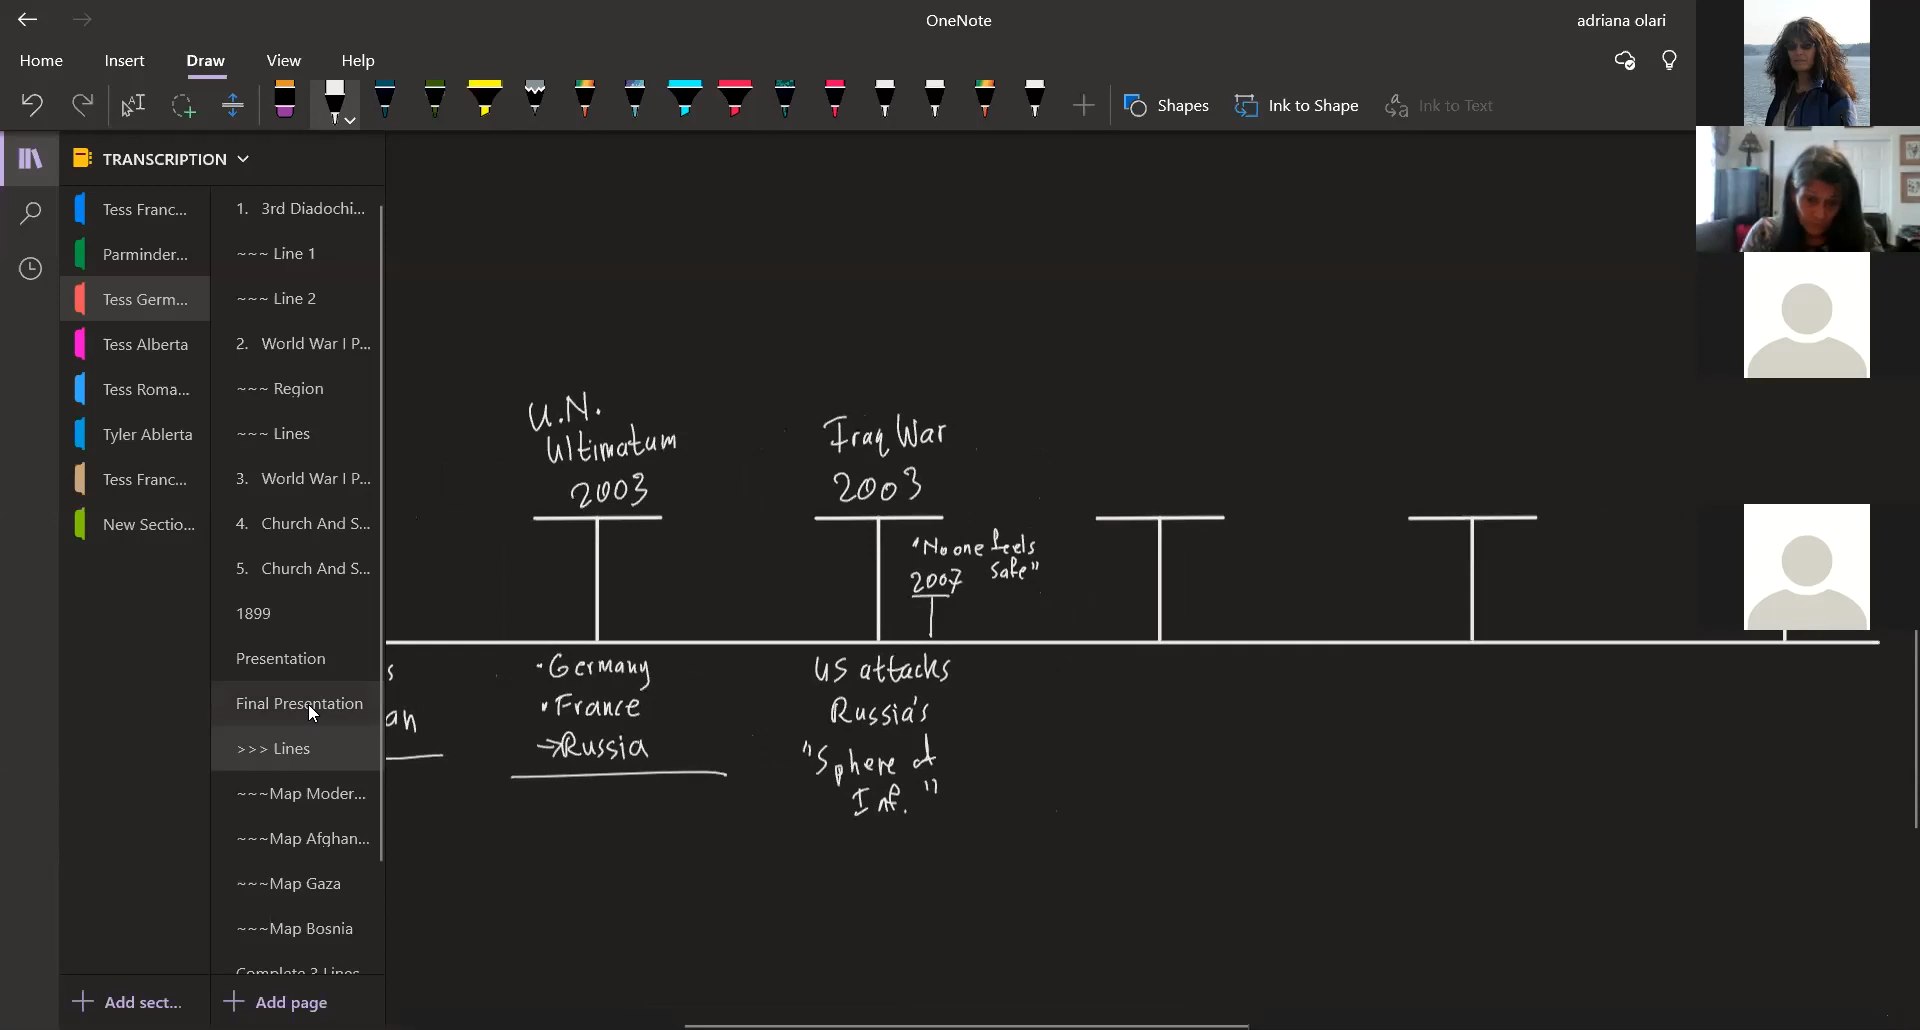 OneNote
adriana olari
Home Insert Draw View Help
Shapes Ink to Shape Ink to Text
TRANSCRIPTION
Tess Franc...
Parminder...
Tess Germ...
Tess Alberta
Tess Roma...
Tyler Ablerta
Tess Franc...
New Sectio...
Add sect...
1. 3rd Diadochi...
~~~ Line 1
~~~ Line 2
2. World War I P...
~~~ Region
~~~ Lines
3. World War I P...
4. Church And S...
5. Church And S...
1899
Presentation
Final Presentation
>>> Lines
~~~Map Moder...
~~~Map Afghan...
~~~Map Gaza
~~~Map Bosnia
Complete 3 Lines
Add page
s
an
U.N.
Ultimatum
2003
• Germany
• France
→Russia
Iraq War
2003
"No one feels
safe"
2007
US attacks
Russia's
"Sphere of
Inf."